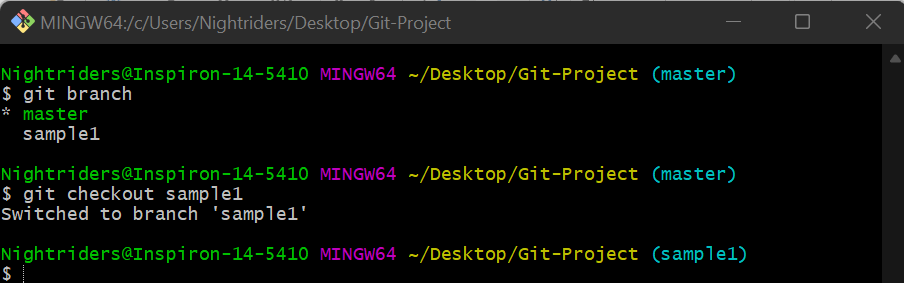 MINGW64:/c/Users/Nightriders/Desktop/Git-Project
Nightriders@Inspiron-14-5410 MINGW64 ~/Desktop/Git-Project (master)
$ git branch
* master
  sample1
Nightriders@Inspiron-14-5410 MINGW64 ~/Desktop/Git-Project (master)
$ git checkout sample1
Switched to branch 'sample1'
Nightriders@Inspiron-14-5410 MINGW64 ~/Desktop/Git-Project (sample1)
$